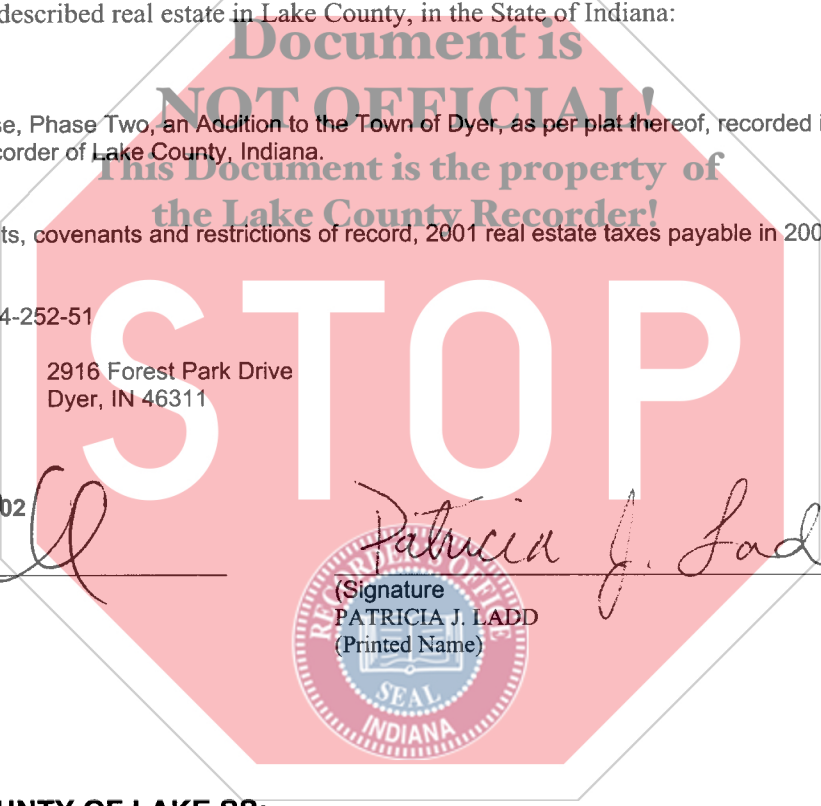 described real estate in Lake County, in the State of Indiana:
Document is
NOT OFFICIAL!
se, Phase Two, an Addition to the Town of Dyer, as per plat thereof, recorded i
corder of Lake County, Indiana.
This Document is the property of
the Lake County Recorder!
ts, covenants and restrictions of record, 2001 real estate taxes payable in 200
STOP
4-252-51
2916 Forest Park Drive
Dyer, IN 46311
02
Patricia J. Lad
(Signature
PATRICIA J. LADD
(Printed Name)
RECORDER'S OFFICE
SEAL
INDIANA
UNTY OF LAKE SS: